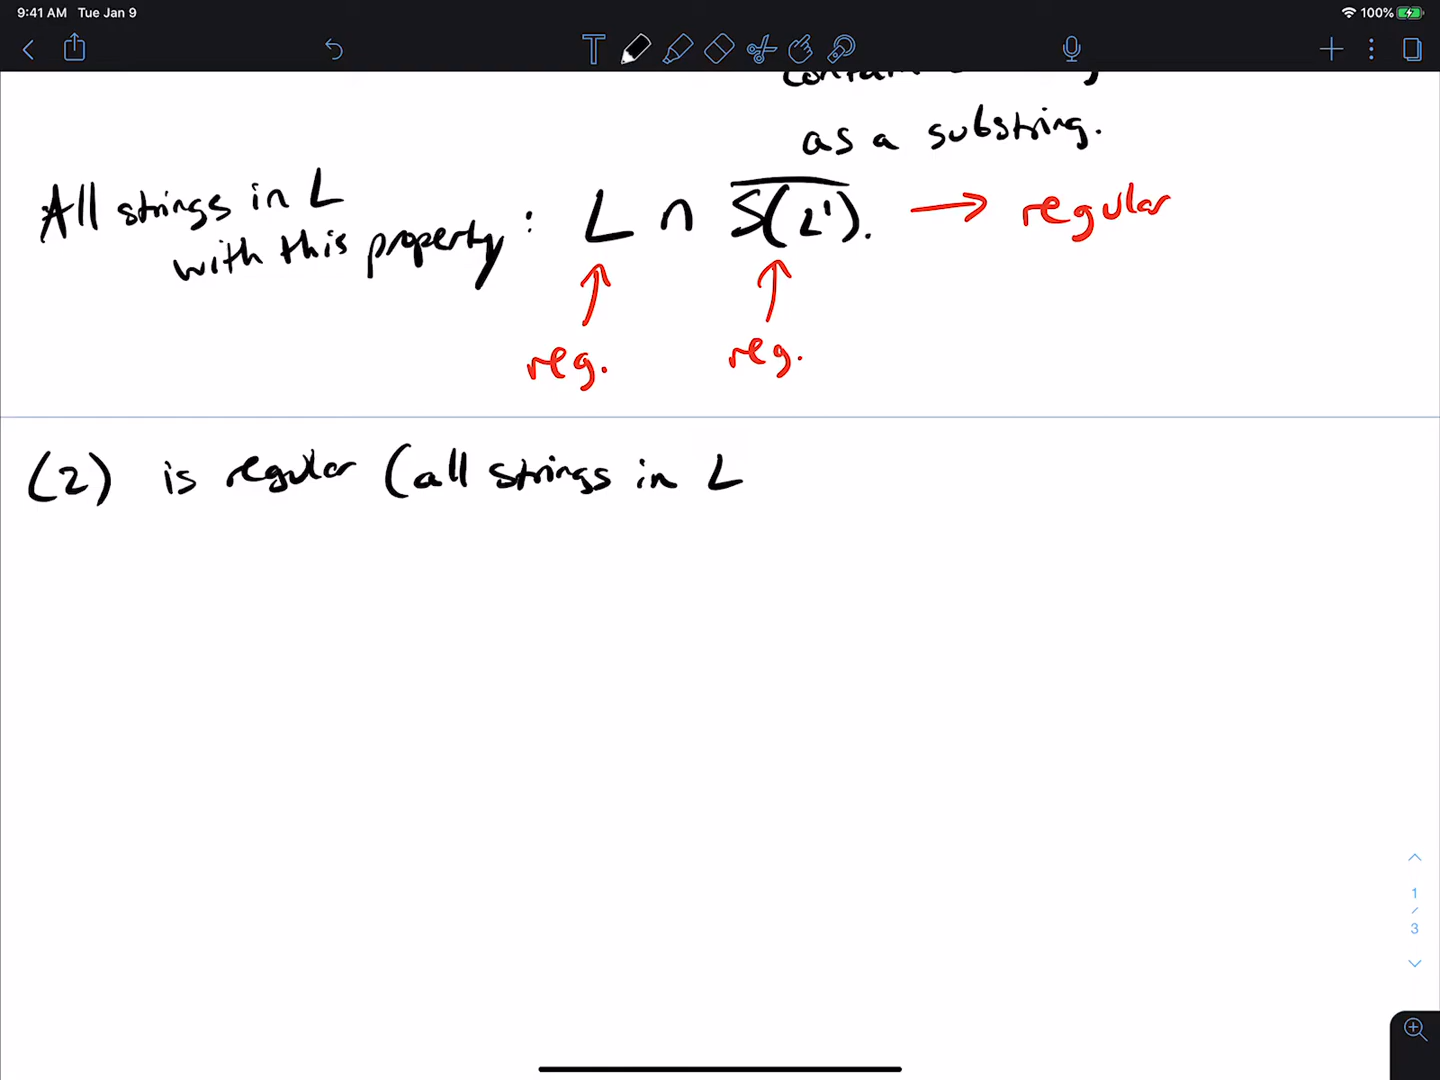 9:41 AM Tue Jan 9
100%
as a substring.
All strings in L
with this property : L ∩ \overline{S(L')}. → regular
reg. reg.
(2) is regular (all strings in L
1
/
3